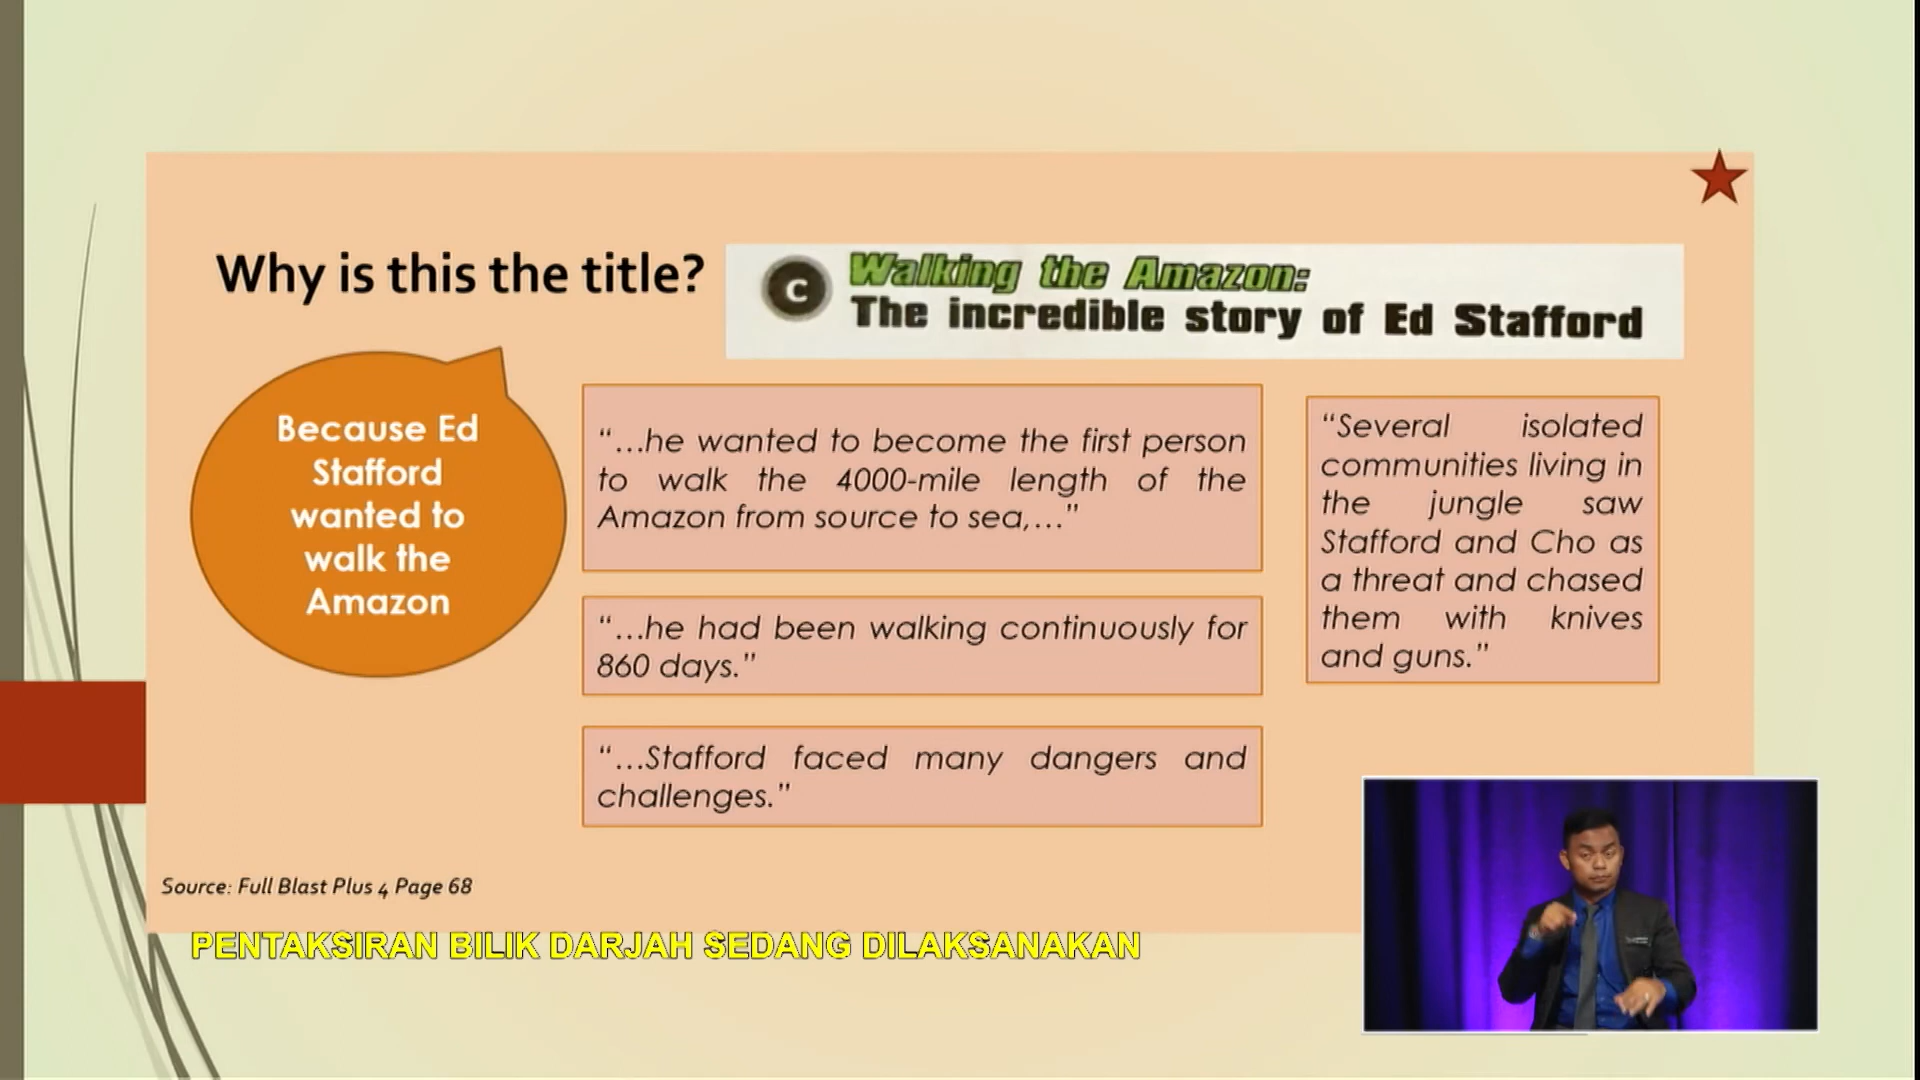 Why is this the title?
C
Walking the Amazon:
The incredible story of Ed Stafford
Because Ed
Stafford
wanted to
walk the
Amazon
“…he wanted to become the first person
to walk the 4000-mile length of the
Amazon from source to sea,…”
“…he had been walking continuously for
860 days.”
“…Stafford faced many dangers and
challenges.”
“Several isolated
communities living in
the jungle saw
Stafford and Cho as
a threat and chased
them with knives
and guns.”
Source: Full Blast Plus 4 Page 68
PENTAKSIRAN BILIK DARJAH SEDANG DILAKSANAKAN